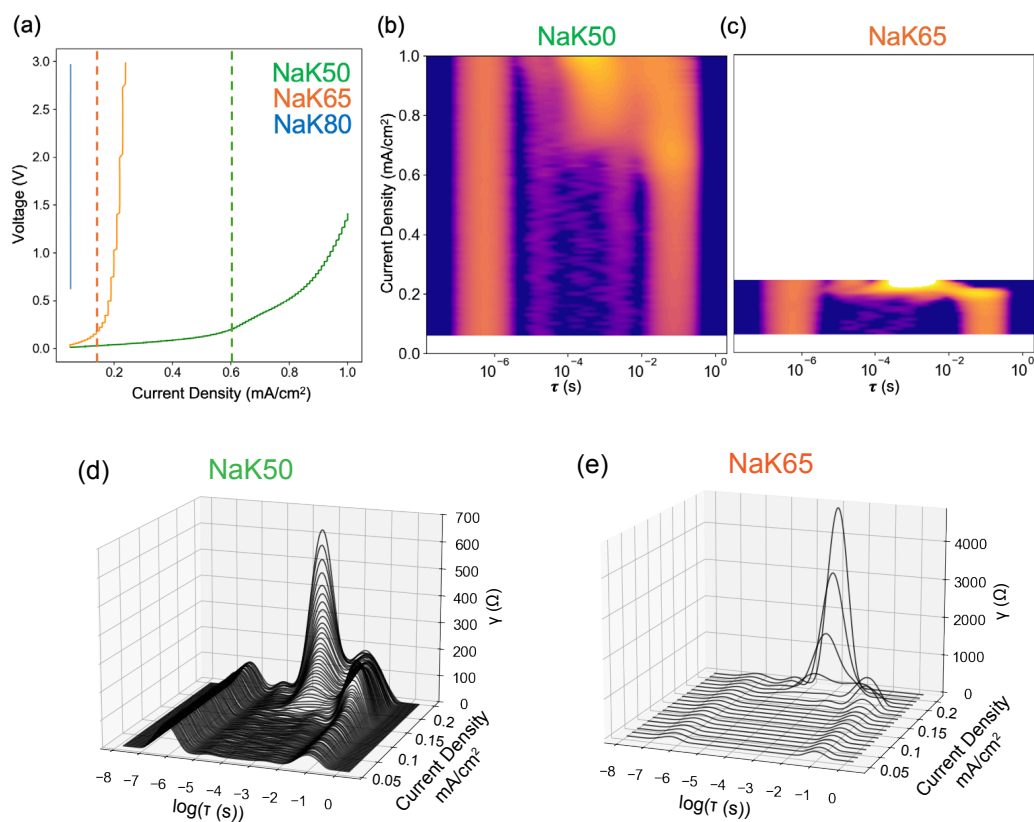 (a)
NaK50
NaK65
NaK80
Voltage (V)
3.0
2.5
2.0
1.5
1.0
0.5
0.0
0.2
0.4
0.6
0.8
1.0
Current Density (mA/cm²)
(b)
NaK50
Current Density (mA/cm²)
1.0
0.8
0.6
0.4
0.2
0.0
10⁻⁶
10⁻⁴
10⁻²
10⁰
τ (s)
(c)
NaK65
10⁻⁶
10⁻⁴
10⁻²
10⁰
τ (s)
(d)
NaK50
700
600
500
400
300
200
100
0
γ (Ω)
0.2
0.15
0.1
0.05
Current Density
mA/cm²
−8
−7
−6
−5
−4
−3
−2
−1
0
log(τ (s))
(e)
NaK65
4000
3000
2000
1000
0
γ (Ω)
0.2
0.15
0.1
0.05
Current Density
mA/cm²
−8
−7
−6
−5
−4
−3
−2
−1
0
log(τ (s))